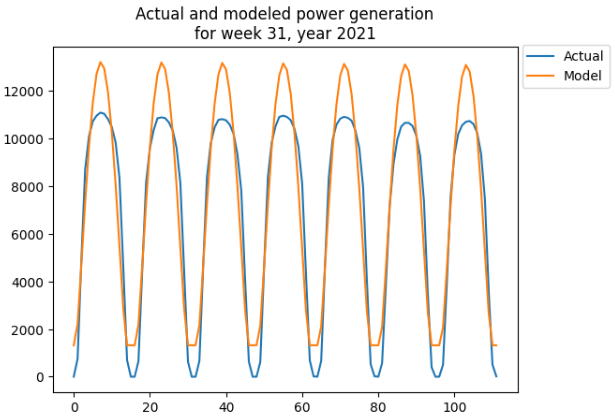 Actual and modeled power generation
for week 31, year 2021
Actual
Model
12000
10000
8000
6000
4000
2000
0
0 20 40 60 80 100